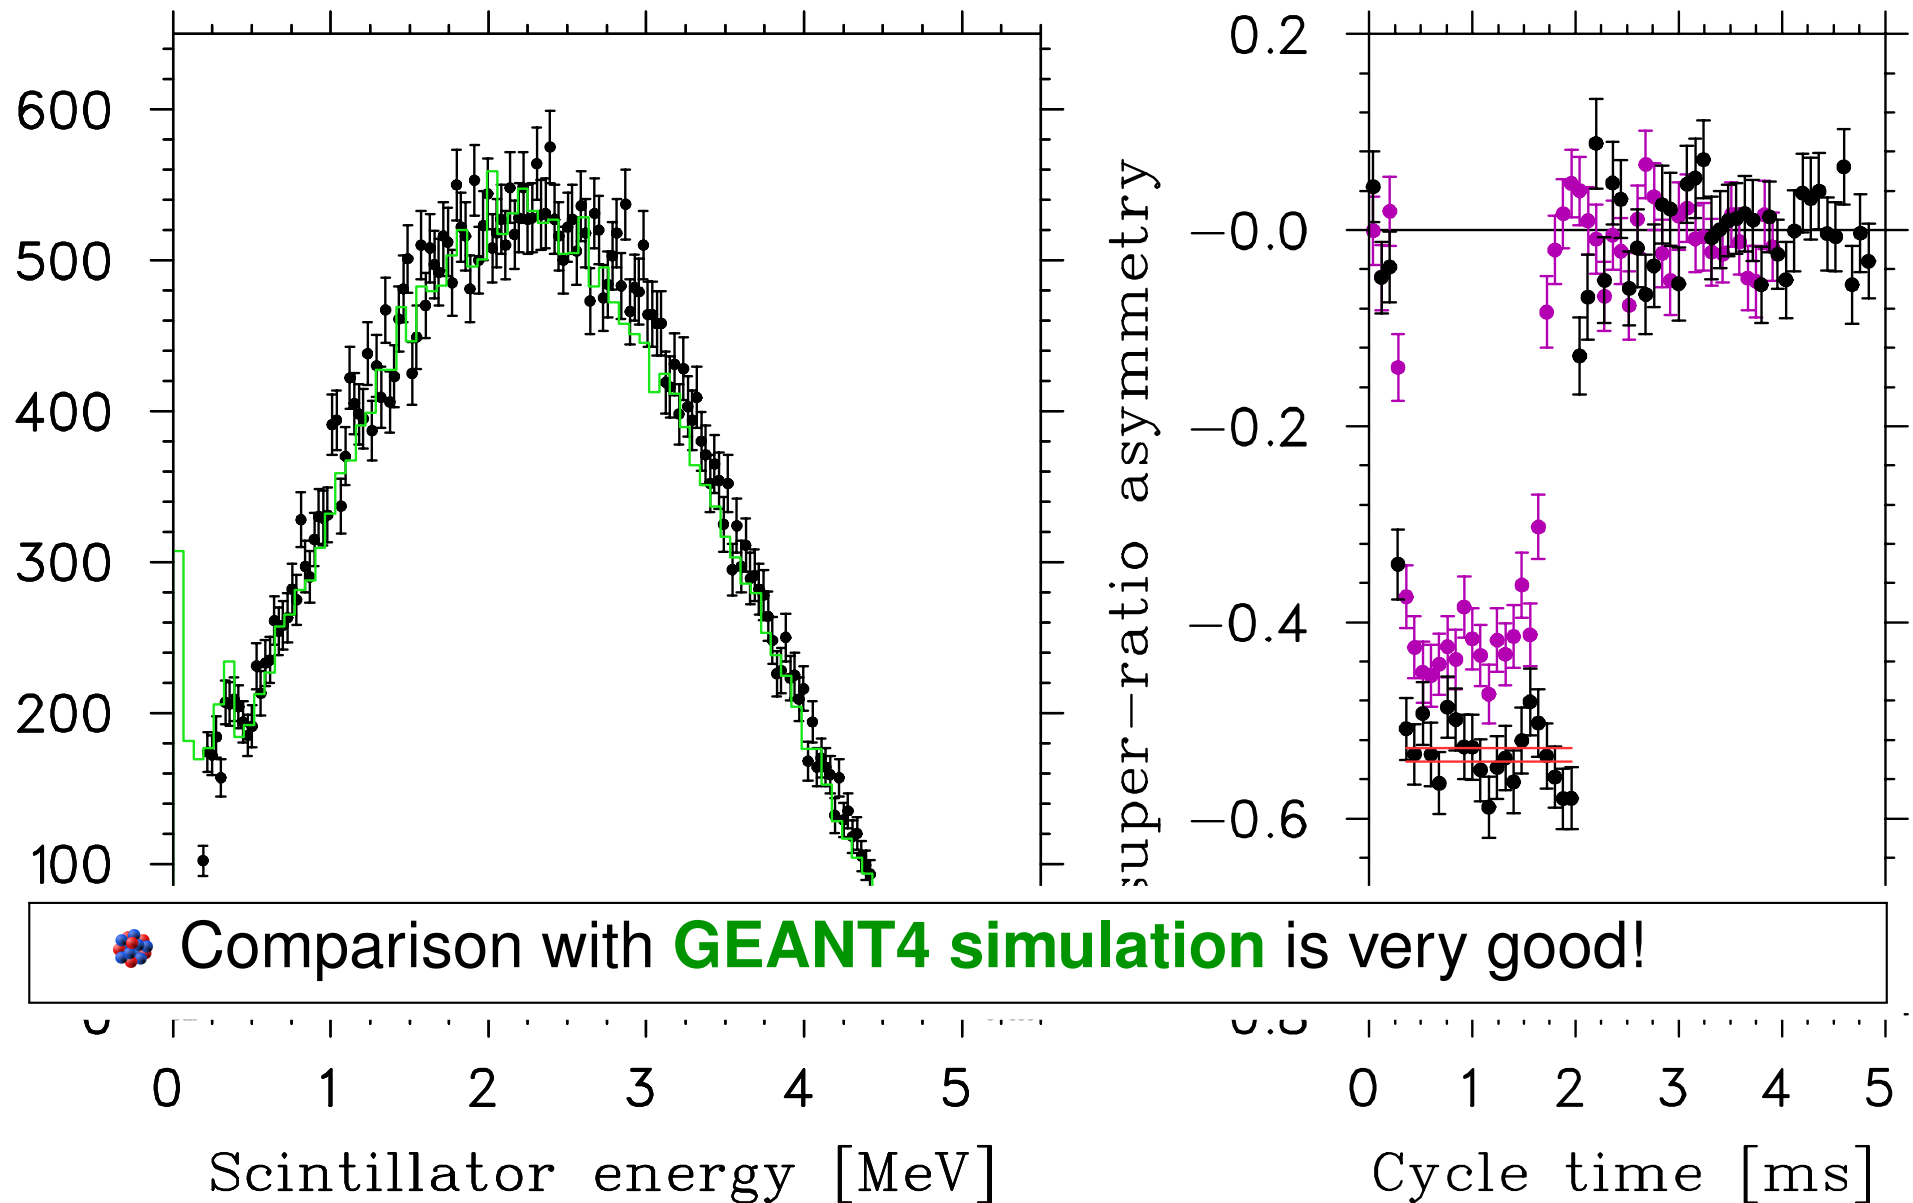 600
500
400
300
200
100
0 1 2 3 4 5
Scintillator energy [MeV]
0.2
−0.0
−0.2
−0.4
−0.6
super−ratio asymmetry
0 1 2 3 4 5
Cycle time [ms]
Comparison with GEANT4 simulation is very good!